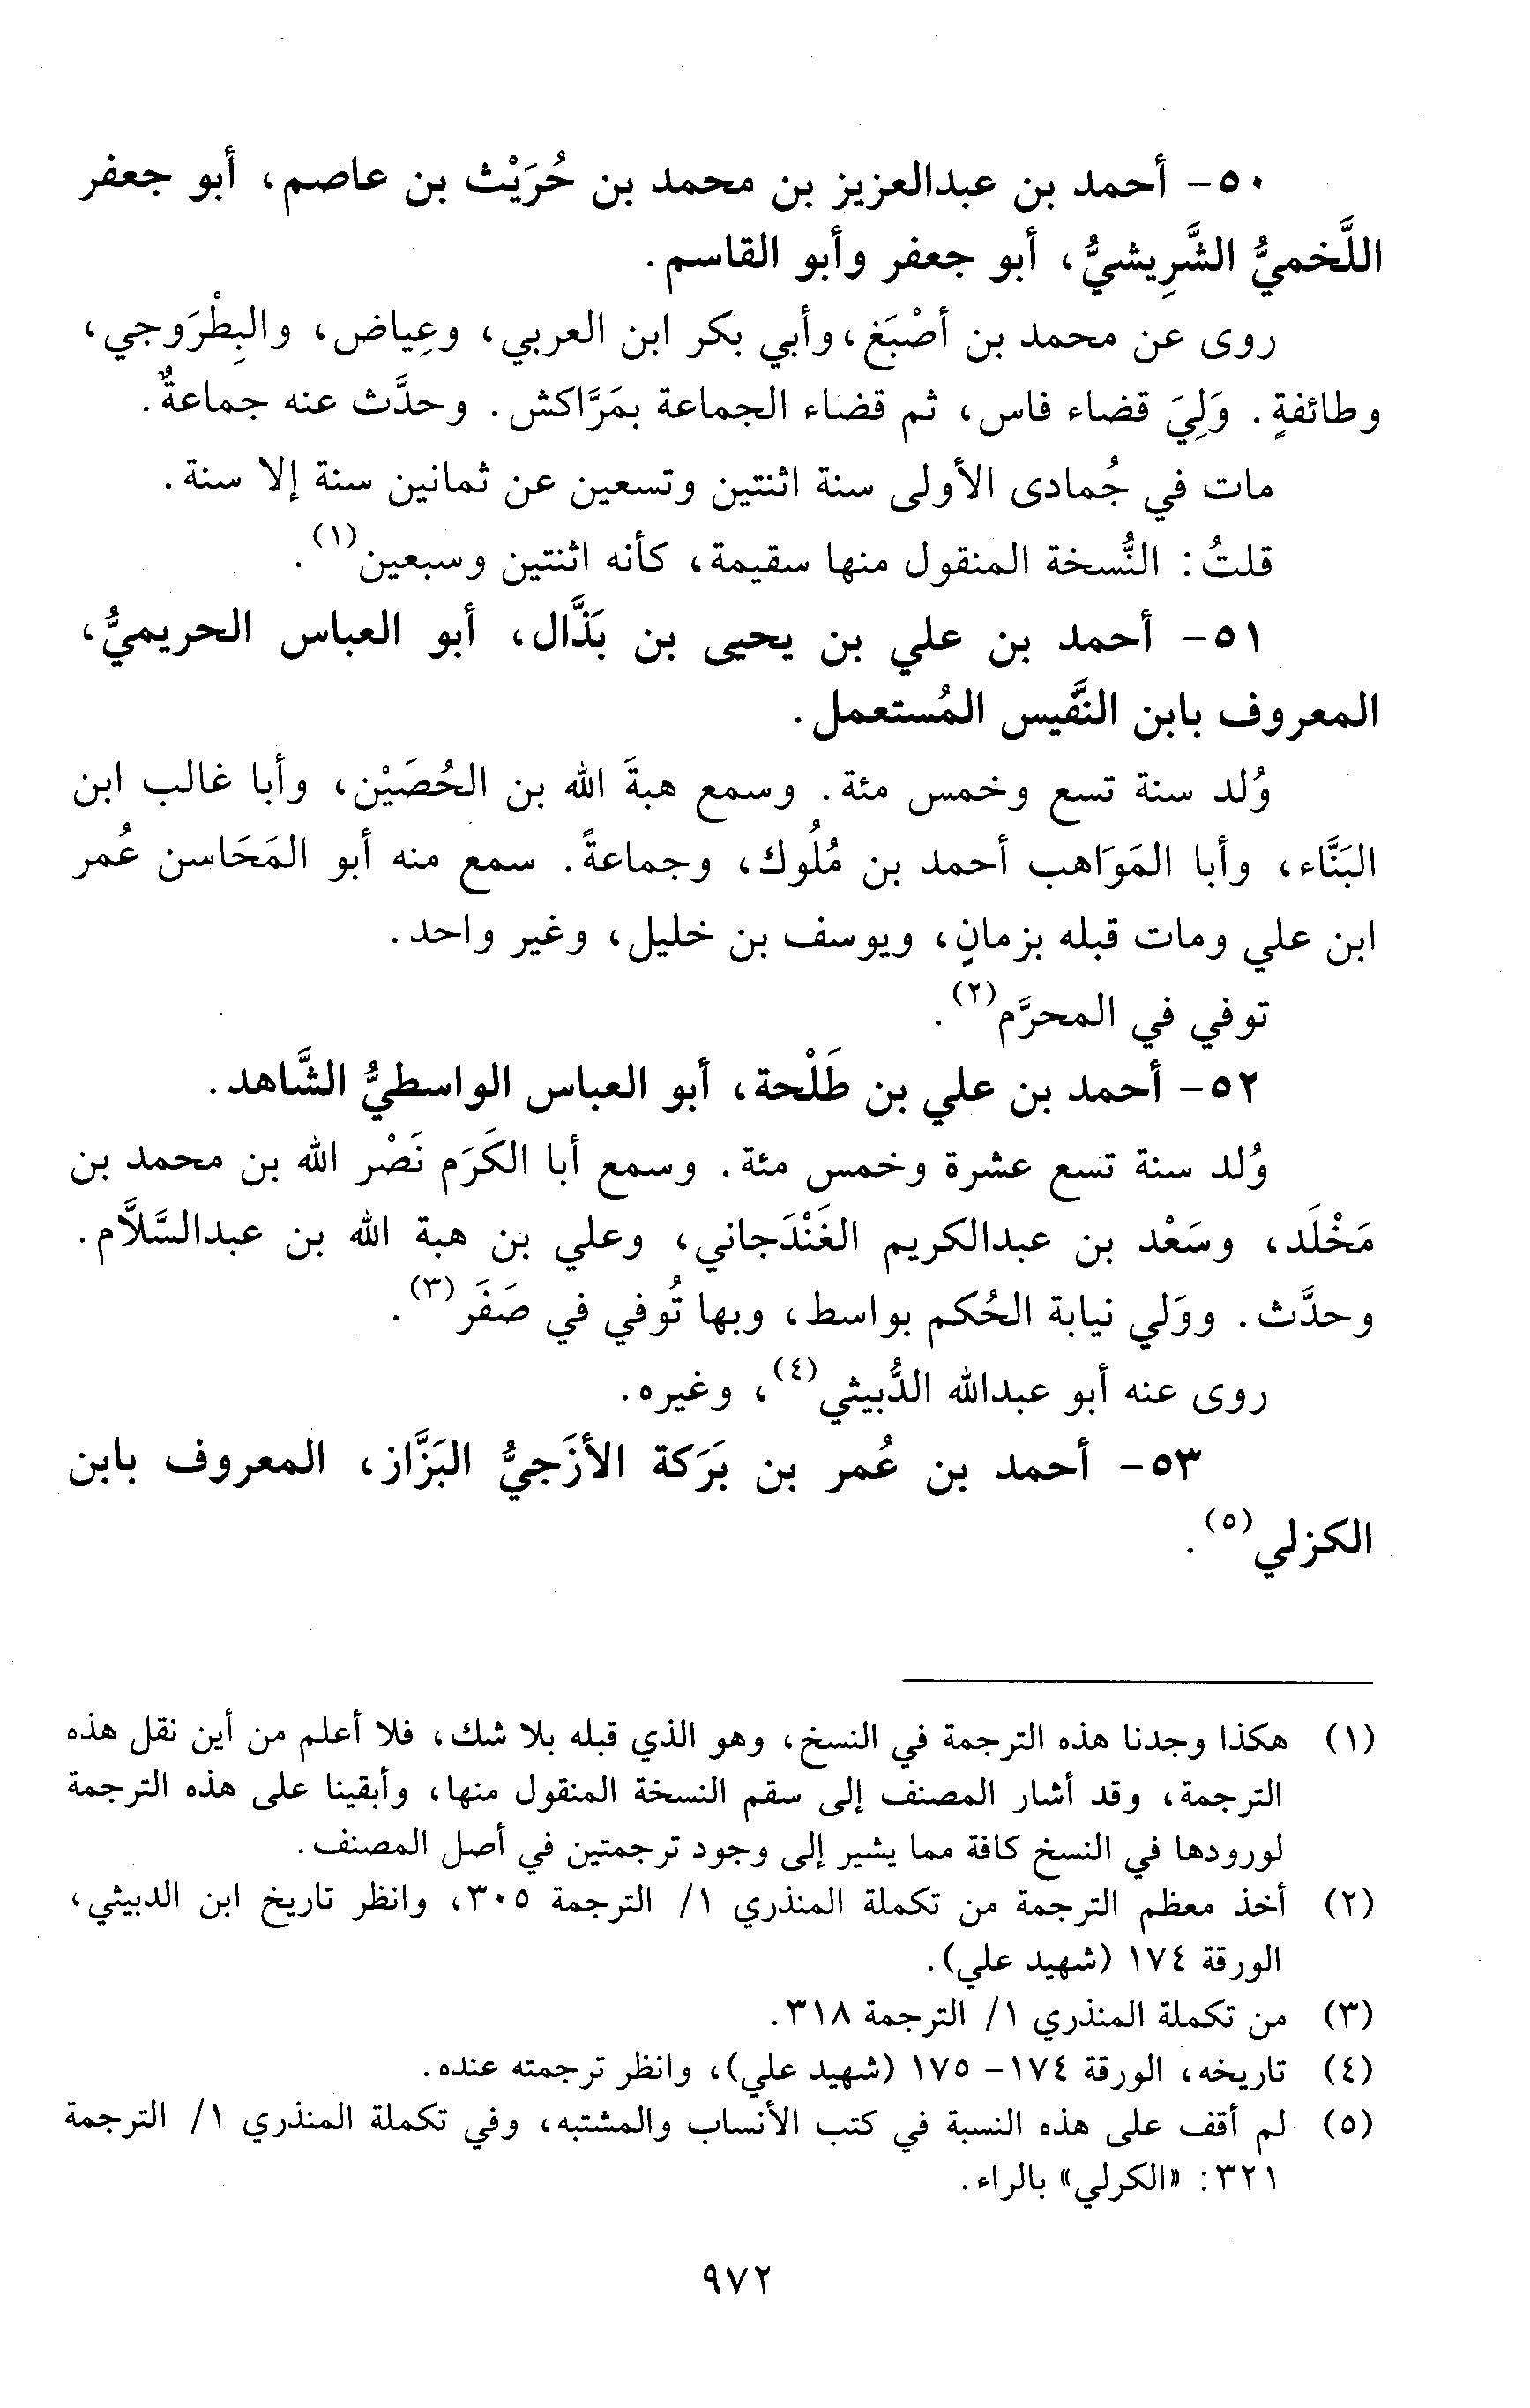 ٥٠- أحمد بن عبدالعزيز بن محمد بن حُرَيْث بن عاصم، أبو جعفر
اللَّخميُّ الشَّرِيشيُّ، أبو جعفر وأبو القاسم.
روى عن محمد بن أصْبَغ، وأبي بكر ابن العربي، وعِياض، والبِطْرَوجي،
وطائفةٍ. وَلِيَ قضاء فاس، ثم قضاء الجماعة بمَرَّاكش. وحدَّث عنه جماعةٌ.
مات في جُمادى الأولى سنة اثنتين وتسعين عن ثمانين سنة إلا سنة.
قلتُ: النُّسخة المنقول منها سقيمة، كأنه اثنتين وسبعين(١).
٥١- أحمد بن علي بن يحيى بن بَذَّال، أبو العباس الحريميُّ،
المعروف بابن النَّفيس المُستعمل.
وُلد سنة تسع وخمس مئة. وسمع هبةَ الله بن الحُصَيْن، وأبا غالب ابن
البَنَّاء، وأبا المَوَاهب أحمد بن مُلُوك، وجماعةً. سمع منه أبو المَحَاسن عُمر
ابن علي ومات قبله بزمانٍ، ويوسف بن خليل، وغير واحد.
توفي في المحرَّم(٢).
٥٢- أحمد بن علي بن طَلْحة، أبو العباس الواسطيُّ الشَّاهد.
وُلد سنة تسع عشرة وخمس مئة. وسمع أبا الكَرَم نَصْر الله بن محمد بن
مَخْلَد، وسَعْد بن عبدالكريم الغَنْدَجاني، وعلي بن هبة الله بن عبدالسَّلاَّم.
وحدَّث. ووَلي نيابة الحُكم بواسط، وبها تُوفي في صَفَر(٣).
روى عنه أبو عبدالله الدُّبيثي(٤)، وغيره.
٥٣- أحمد بن عُمر بن بَرَكة الأزَجيُّ البَزَّاز، المعروف بابن
الكزلي(٥).
(١) هكذا وجدنا هذه الترجمة في النسخ، وهو الذي قبله بلا شك، فلا أعلم من أين نقل هذه
الترجمة، وقد أشار المصنف إلى سقم النسخة المنقول منها، وأبقينا على هذه الترجمة
لورودها في النسخ كافة مما يشير إلى وجود ترجمتين في أصل المصنف.
(٢) أخذ معظم الترجمة من تكملة المنذري ١/ الترجمة ٣٠٥، وانظر تاريخ ابن الدبيثي،
الورقة ١٧٤ (شهيد علي).
(٣) من تكملة المنذري ١/ الترجمة ٣١٨.
(٤) تاريخه، الورقة ١٧٤- ١٧٥ (شهيد علي)، وانظر ترجمته عنده.
(٥) لم أقف على هذه النسبة في كتب الأنساب والمشتبه، وفي تكملة المنذري ١/ الترجمة
٣٢١: «الكرلي» بالراء.
٩٧٢